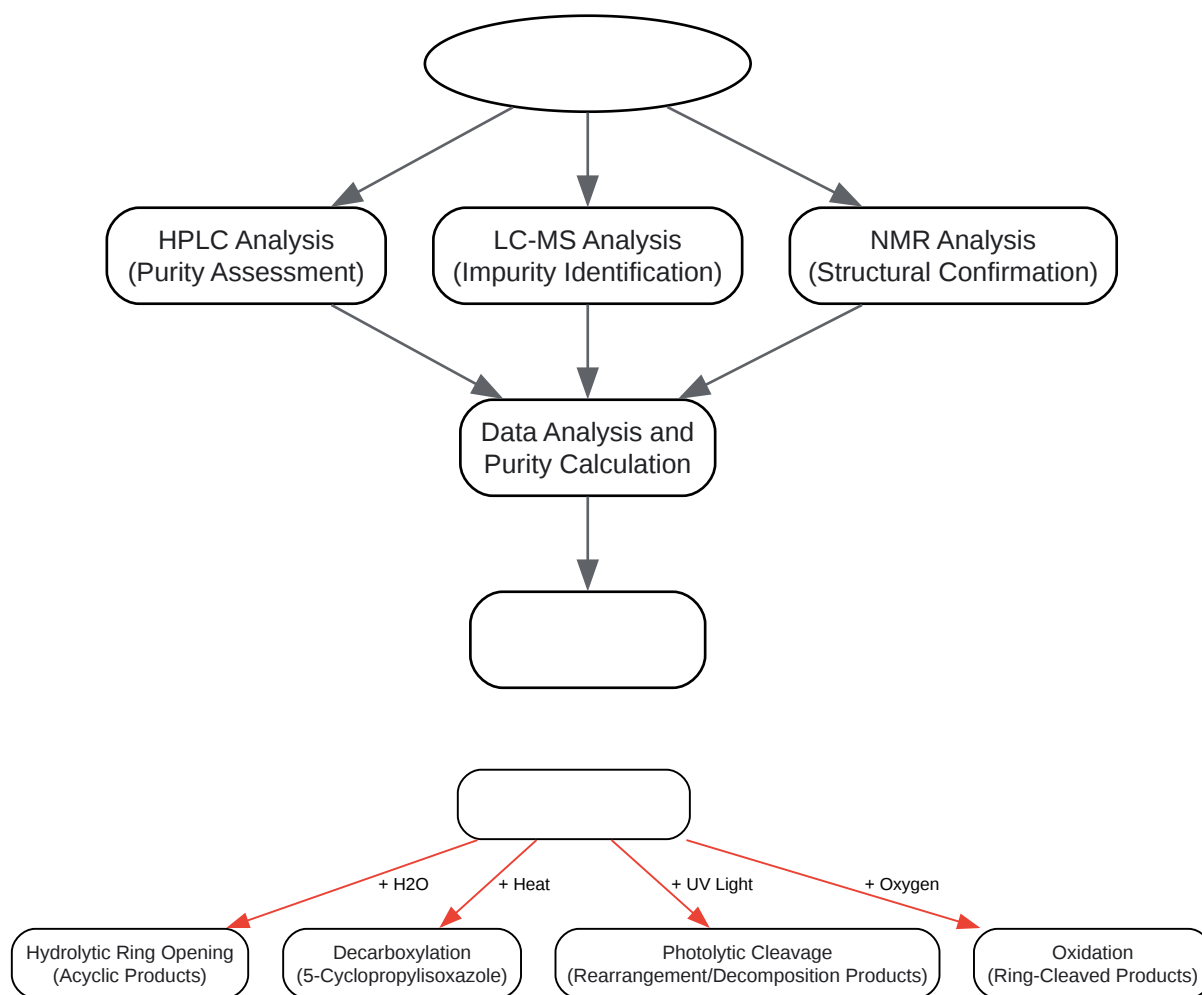 HPLC Analysis
(Purity Assessment)
LC-MS Analysis
(Impurity Identification)
NMR Analysis
(Structural Confirmation)
Data Analysis and
Purity Calculation
+ H2O
+ Heat
+ UV Light
+ Oxygen
Hydrolytic Ring Opening
(Acyclic Products)
Decarboxylation
(5-Cyclopropylisoxazole)
Photolytic Cleavage
(Rearrangement/Decomposition Products)
Oxidation
(Ring-Cleaved Products)